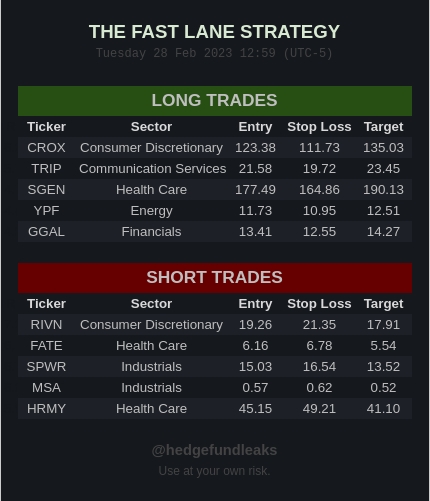 THE FAST LANE STRATEGY
Tuesday 28 Feb 2023 12:59 (UTC-5)
LONG TRADES
Ticker Sector Entry Stop Loss Target
CROX Consumer Discretionary 123.38 111.73 135.03
TRIP Communication Services 21.58 19.72 23.45
SGEN Health Care 177.49 164.86 190.13
YPF Energy 11.73 10.95 12.51
GGAL Financials 13.41 12.55 14.27
SHORT TRADES
Ticker Sector Entry Stop Loss Target
RIVN Consumer Discretionary 19.26 21.35 17.91
FATE Health Care 6.16 6.78 5.54
SPWR Industrials 15.03 16.54 13.52
MSA Industrials 0.57 0.62 0.52
HRMY Health Care 45.15 49.21 41.10
@hedgefundleaks
Use at your own risk.